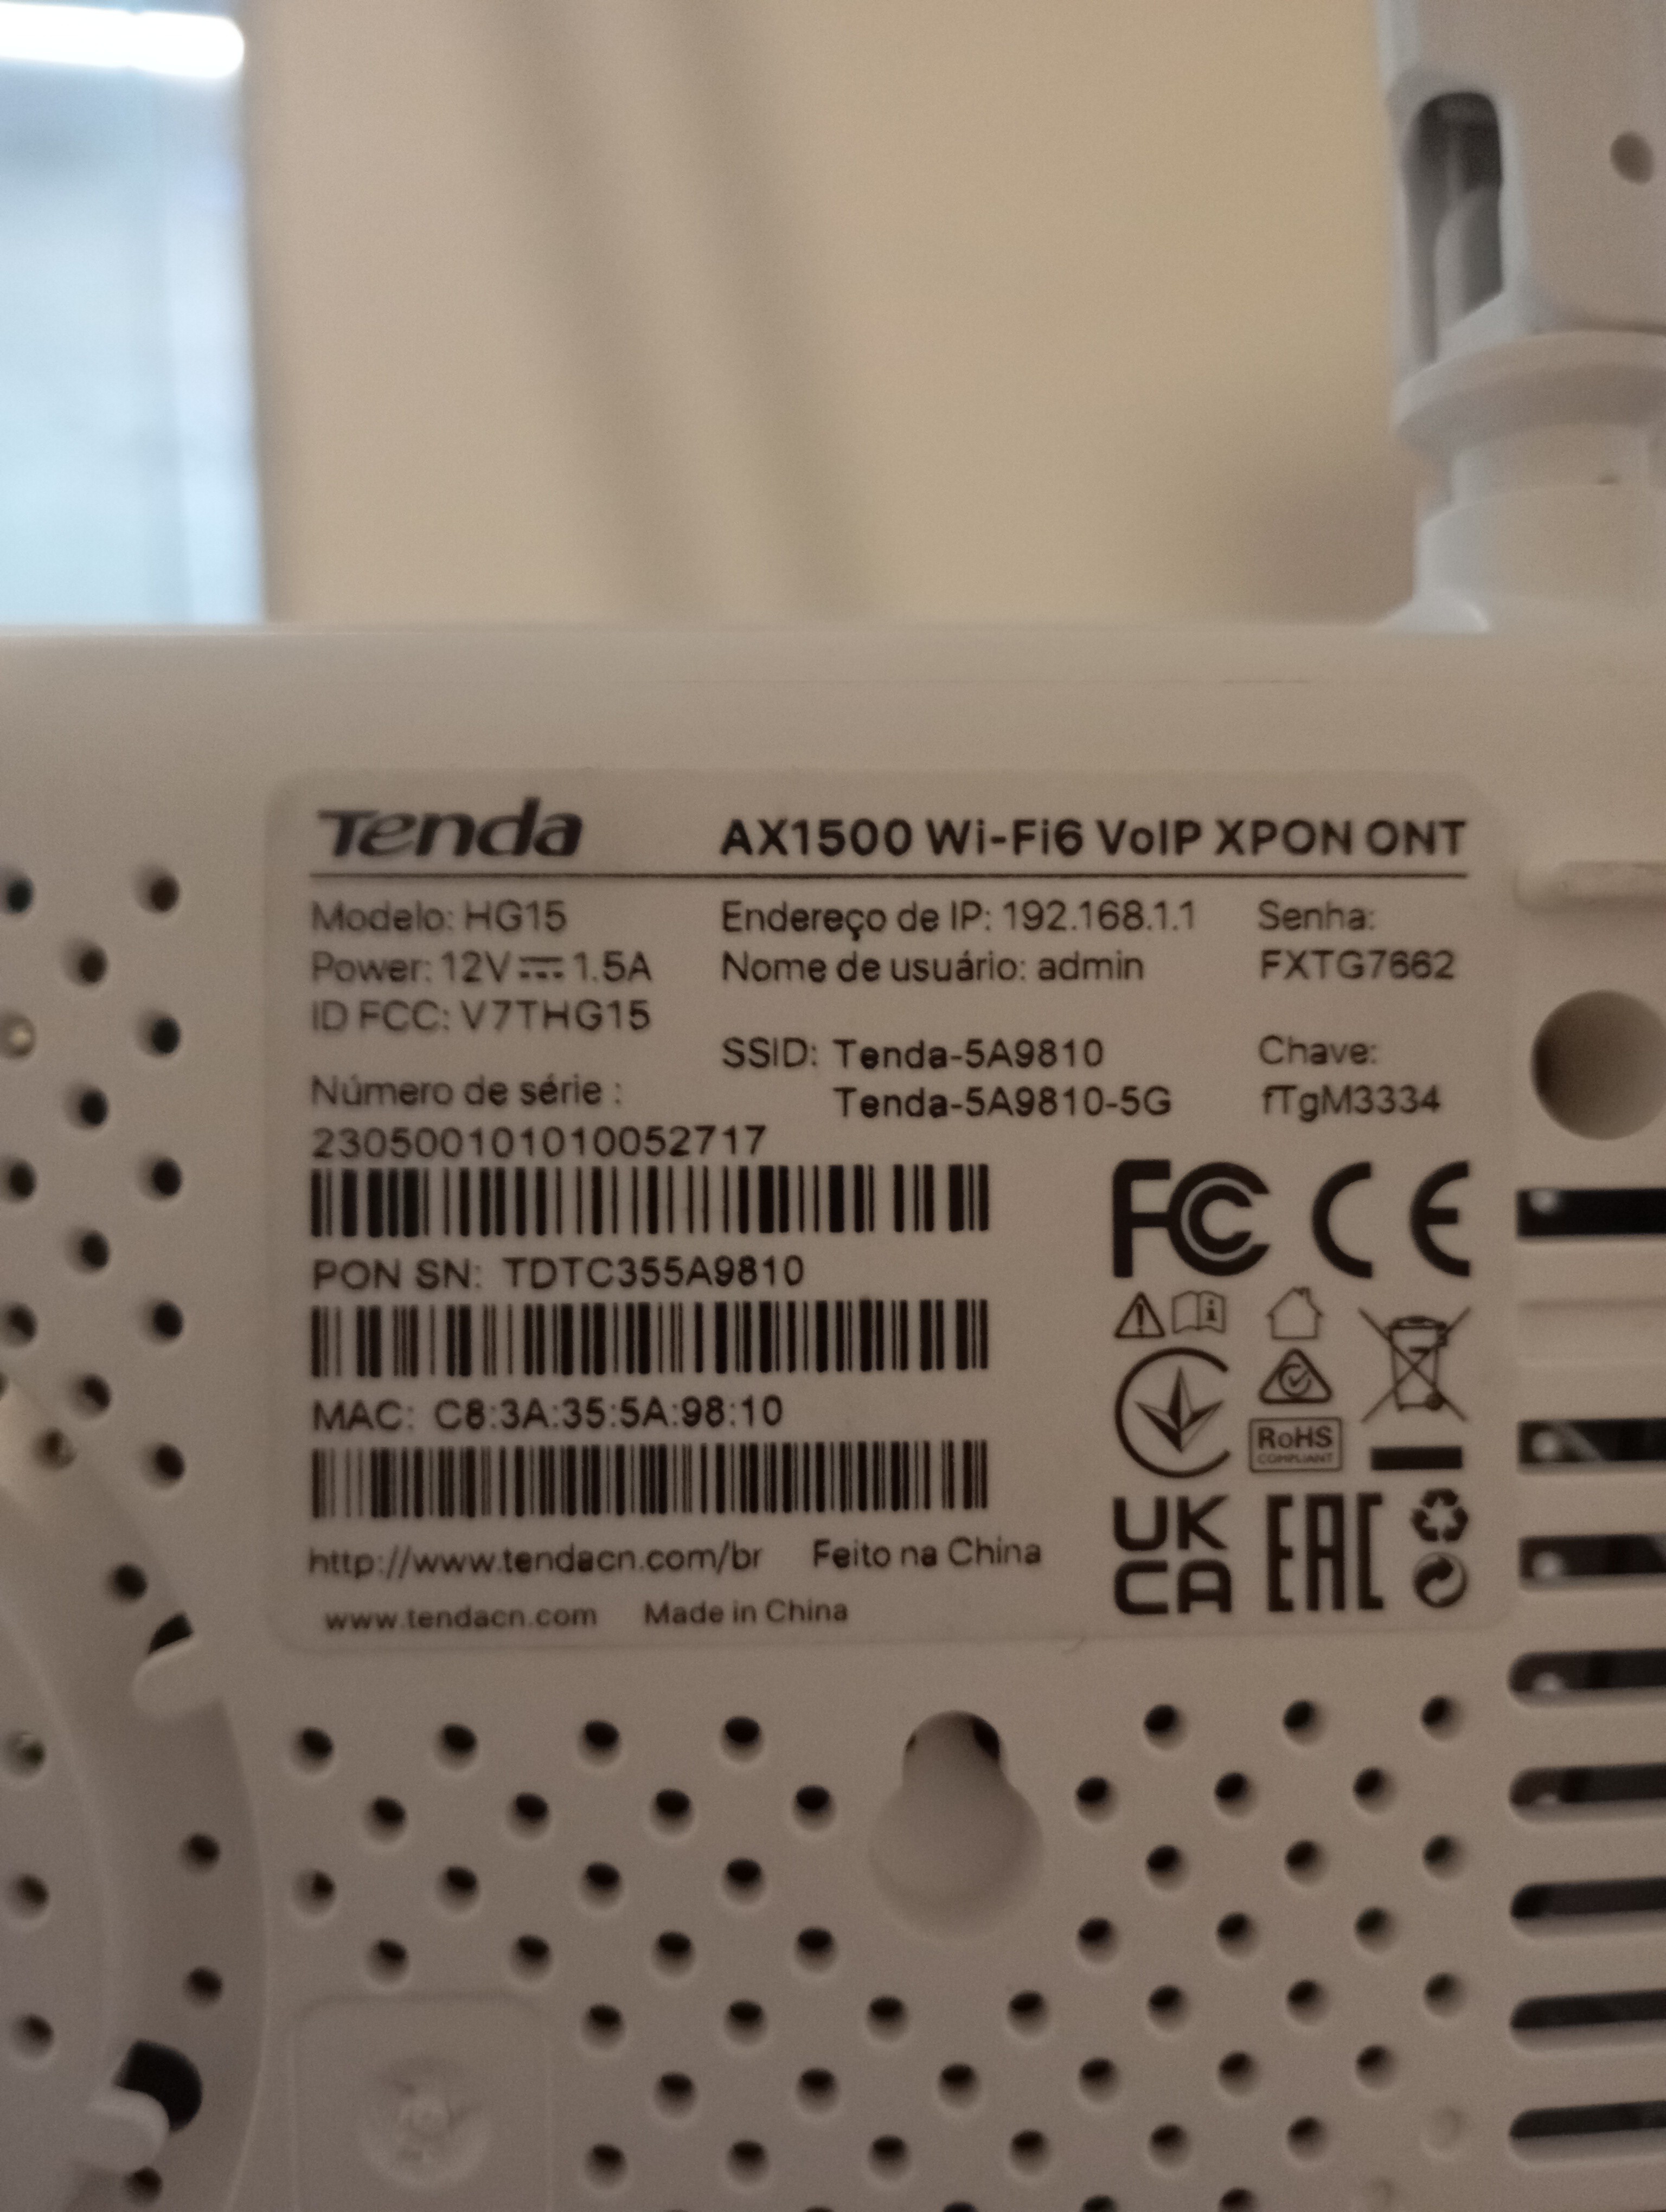 Tenda AX1500 Wi-Fi6 VoIP XPON ONT
Modelo: HG15
Power: 12V 1.5A
ID FCC: V7THG15
Número de série :
230500101010052717
Endereço de IP: 192.168.1.1
Nome de usuário: admin
Senha:
FXTG7662
SSID: Tenda-5A9810
Tenda-5A9810-5G
Chave:
fTgM3334
PON SN: TDTC355A9810
MAC: C8:3A:35:5A:98:10
http://www.tendacn.com/br Feito na China
www.tendacn.com Made in China
FC CE
RoHS
COMPLIANT
UK
CA
EAC